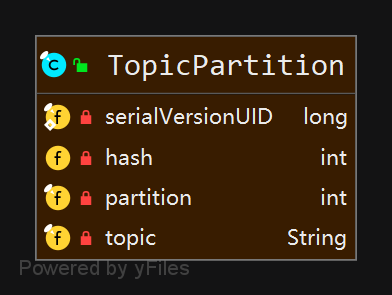 C TopicPartition
f serialVersionUID long
f hash int
f partition int
f topic String
Powered by yFiles